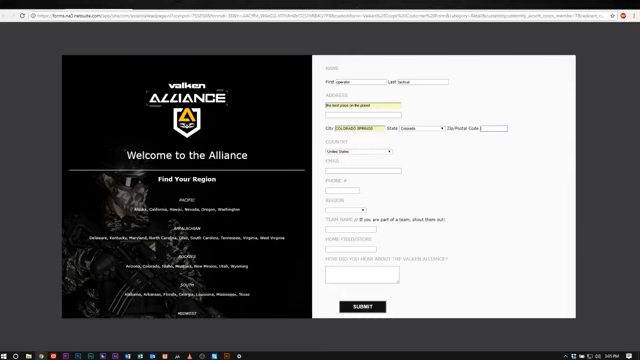 valken
ALLIANCE
Welcome to the Alliance
Find Your Region
PACIFIC
Alaska, California, Hawaii, Nevada, Oregon, Washington
APPALACHIAN
Delaware, Kentucky, Maryland, North Carolina, Ohio, South Carolina, Tennessee, Virginia, West Virginia
ROCKIES
Arizona, Colorado, Idaho, Montana, New Mexico, Utah, Wyoming
SOUTH
Alabama, Arkansas, Florida, Georgia, Louisiana, Mississippi, Texas
MIDWEST
NAME
First operator Last tactical
ADDRESS
the best place on the planet
City COLORADO SPRINGS State Colorado Zip/Postal Code
COUNTRY
United States
EMAIL
PHONE #
REGION
TEAM NAME // If you are part of a team, shout them out!
HOME FIELD/STORE
HOW DID YOU HEAR ABOUT THE VALKEN ALLIANCE?
SUBMIT
3:05 PM